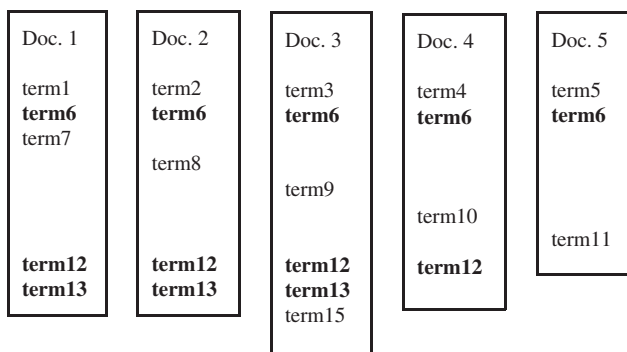 Doc. 1
term1
term6
term7
term12
term13
Doc. 2
term2
term6
term8
term12
term13
Doc. 3
term3
term6
term9
term12
term13
term15
Doc. 4
term4
term6
term10
term12
Doc. 5
term5
term6
term11